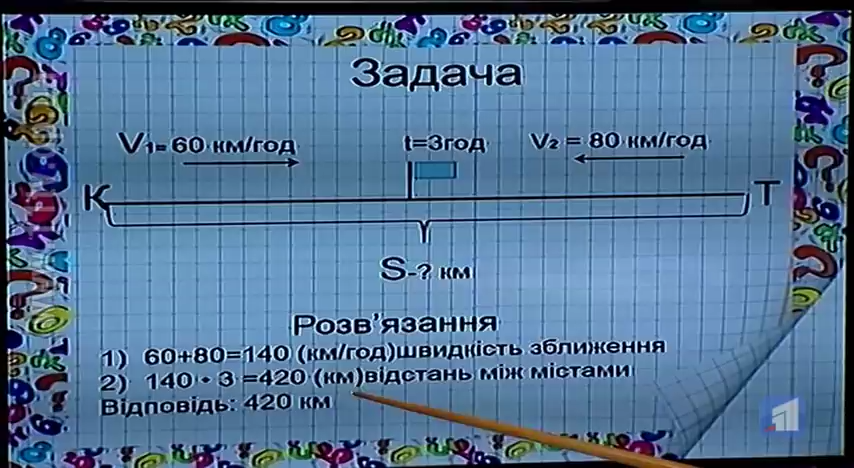 Задача
V1= 60 км/год t=3год V2 = 80 км/год
К Т
S-? км
Розв’язання
1) 60+80=140 (км/год)швидкість зближення
2) 140 • 3 =420 (км)відстань між містами
Відповідь: 420 км
1